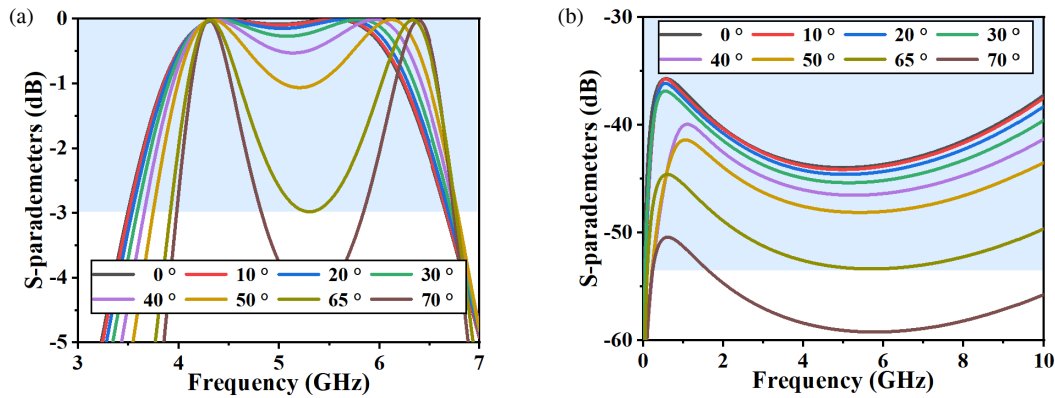 (a)
S-parademeters (dB)
0
-1
-2
-3
-4
-5
0 ° 10 ° 20 ° 30 °
40 ° 50 ° 65 ° 70 °
3 4 5 6 7
Frequency (GHz)
(b)
S-parameters (dB)
-30
-40
-50
-60
0 ° 10 ° 20 ° 30 °
40 ° 50 ° 65 ° 70 °
0 2 4 6 8 10
Frequency (GHz)